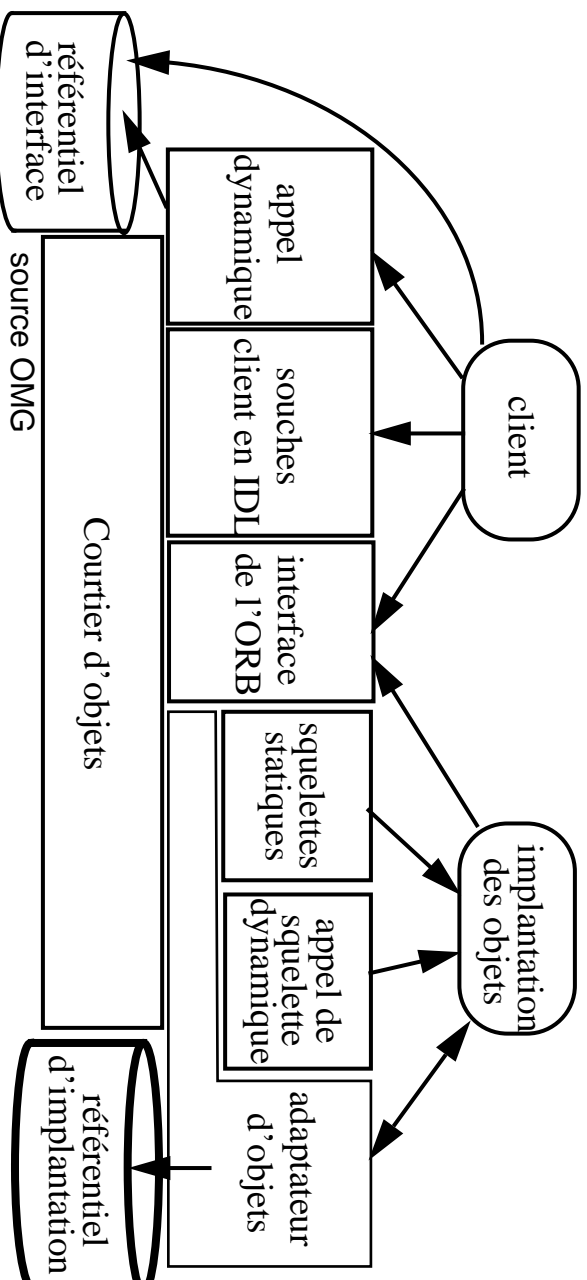 client
implantation
des objets
appel
dynamique
souches
client en IDL
interface
de l'ORB
squelettes
statiques
appel de
squelette
dynamique
adaptateur
d'objets
référentiel
d'interface
Courtier d'objets
référentiel
d'implantation
source OMG